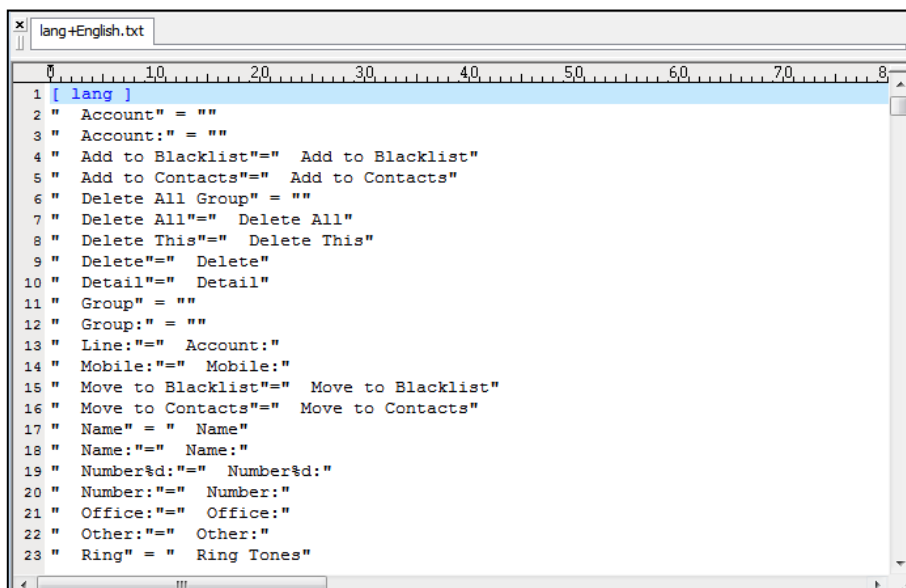 lang+English.txt
0 10 20 30 40 50 60 70 8
1 [ lang ]
2 "  Account" = ""
3 "  Account:" = ""
4 "  Add to Blacklist"="  Add to Blacklist"
5 "  Add to Contacts"="  Add to Contacts"
6 "  Delete All Group" = ""
7 "  Delete All"="  Delete All"
8 "  Delete This"="  Delete This"
9 "  Delete"="  Delete"
10 "  Detail"="  Detail"
11 "  Group" = ""
12 "  Group:" = ""
13 "  Line:"="  Account:"
14 "  Mobile:"="  Mobile:"
15 "  Move to Blacklist"="  Move to Blacklist"
16 "  Move to Contacts"="  Move to Contacts"
17 "  Name" = "  Name"
18 "  Name:"="  Name:"
19 "  Number%d:"="  Number%d:"
20 "  Number:"="  Number:"
21 "  Office:"="  Office:"
22 "  Other:"="  Other:"
23 "  Ring" = "  Ring Tones"